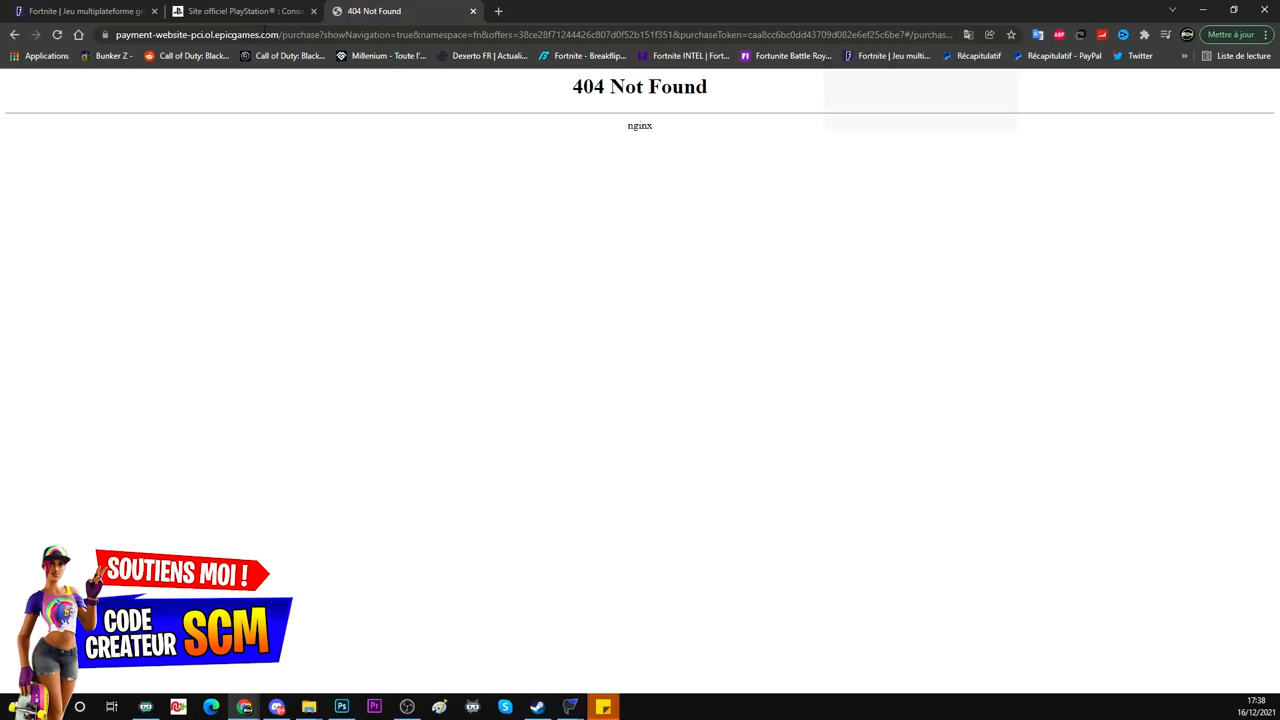 Fortnite | Jeu multiplateforme gr
Site officiel PlayStation® : Conso
404 Not Found
payment-website-pci.ol.epicgames.com/purchase?showNavigation=true&namespace=fn&offers=38ce28f71244426c807d0f52b151f351&purchaseToken=caa8cc6bc0dd43709d082e6ef25c6be7#/purchas...
Mettre à jour
Applications
Bunker Z -
Call of Duty: Black...
Call of Duty: Black...
Millenium - Toute l'...
Dexerto FR | Actuali...
Fortnite - Breakflip...
Fortnite INTEL | Fort...
Fortunite Battle Roy...
Fortnite | Jeu multi...
Récapitulatif
Récapitulatif - PayPal
Twitter
»
Liste de lecture
404 Not Found
nginx
SOUTIENS MOI !
CODE
CREATEUR SCM
17:38
16/12/2021